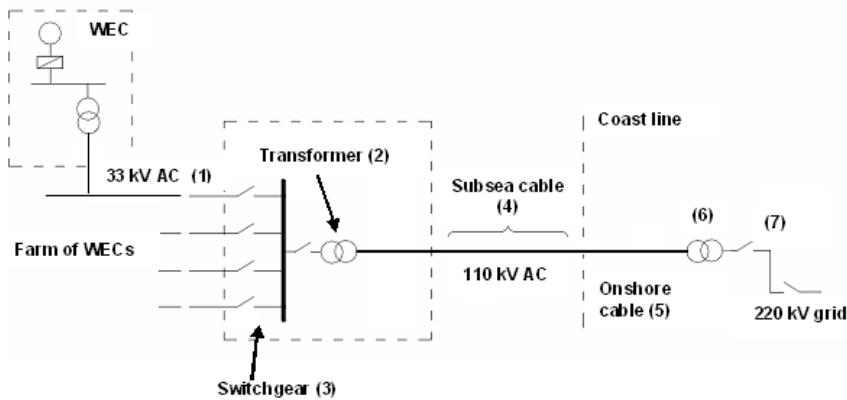 WEC
Coast line
Transformer (2)
33 kV AC (1)
Subsea cable
(4)
(6)
(7)
Farm of WECs
110 kV AC
Onshore
cable (5)
220 kV grid
Switchgear (3)